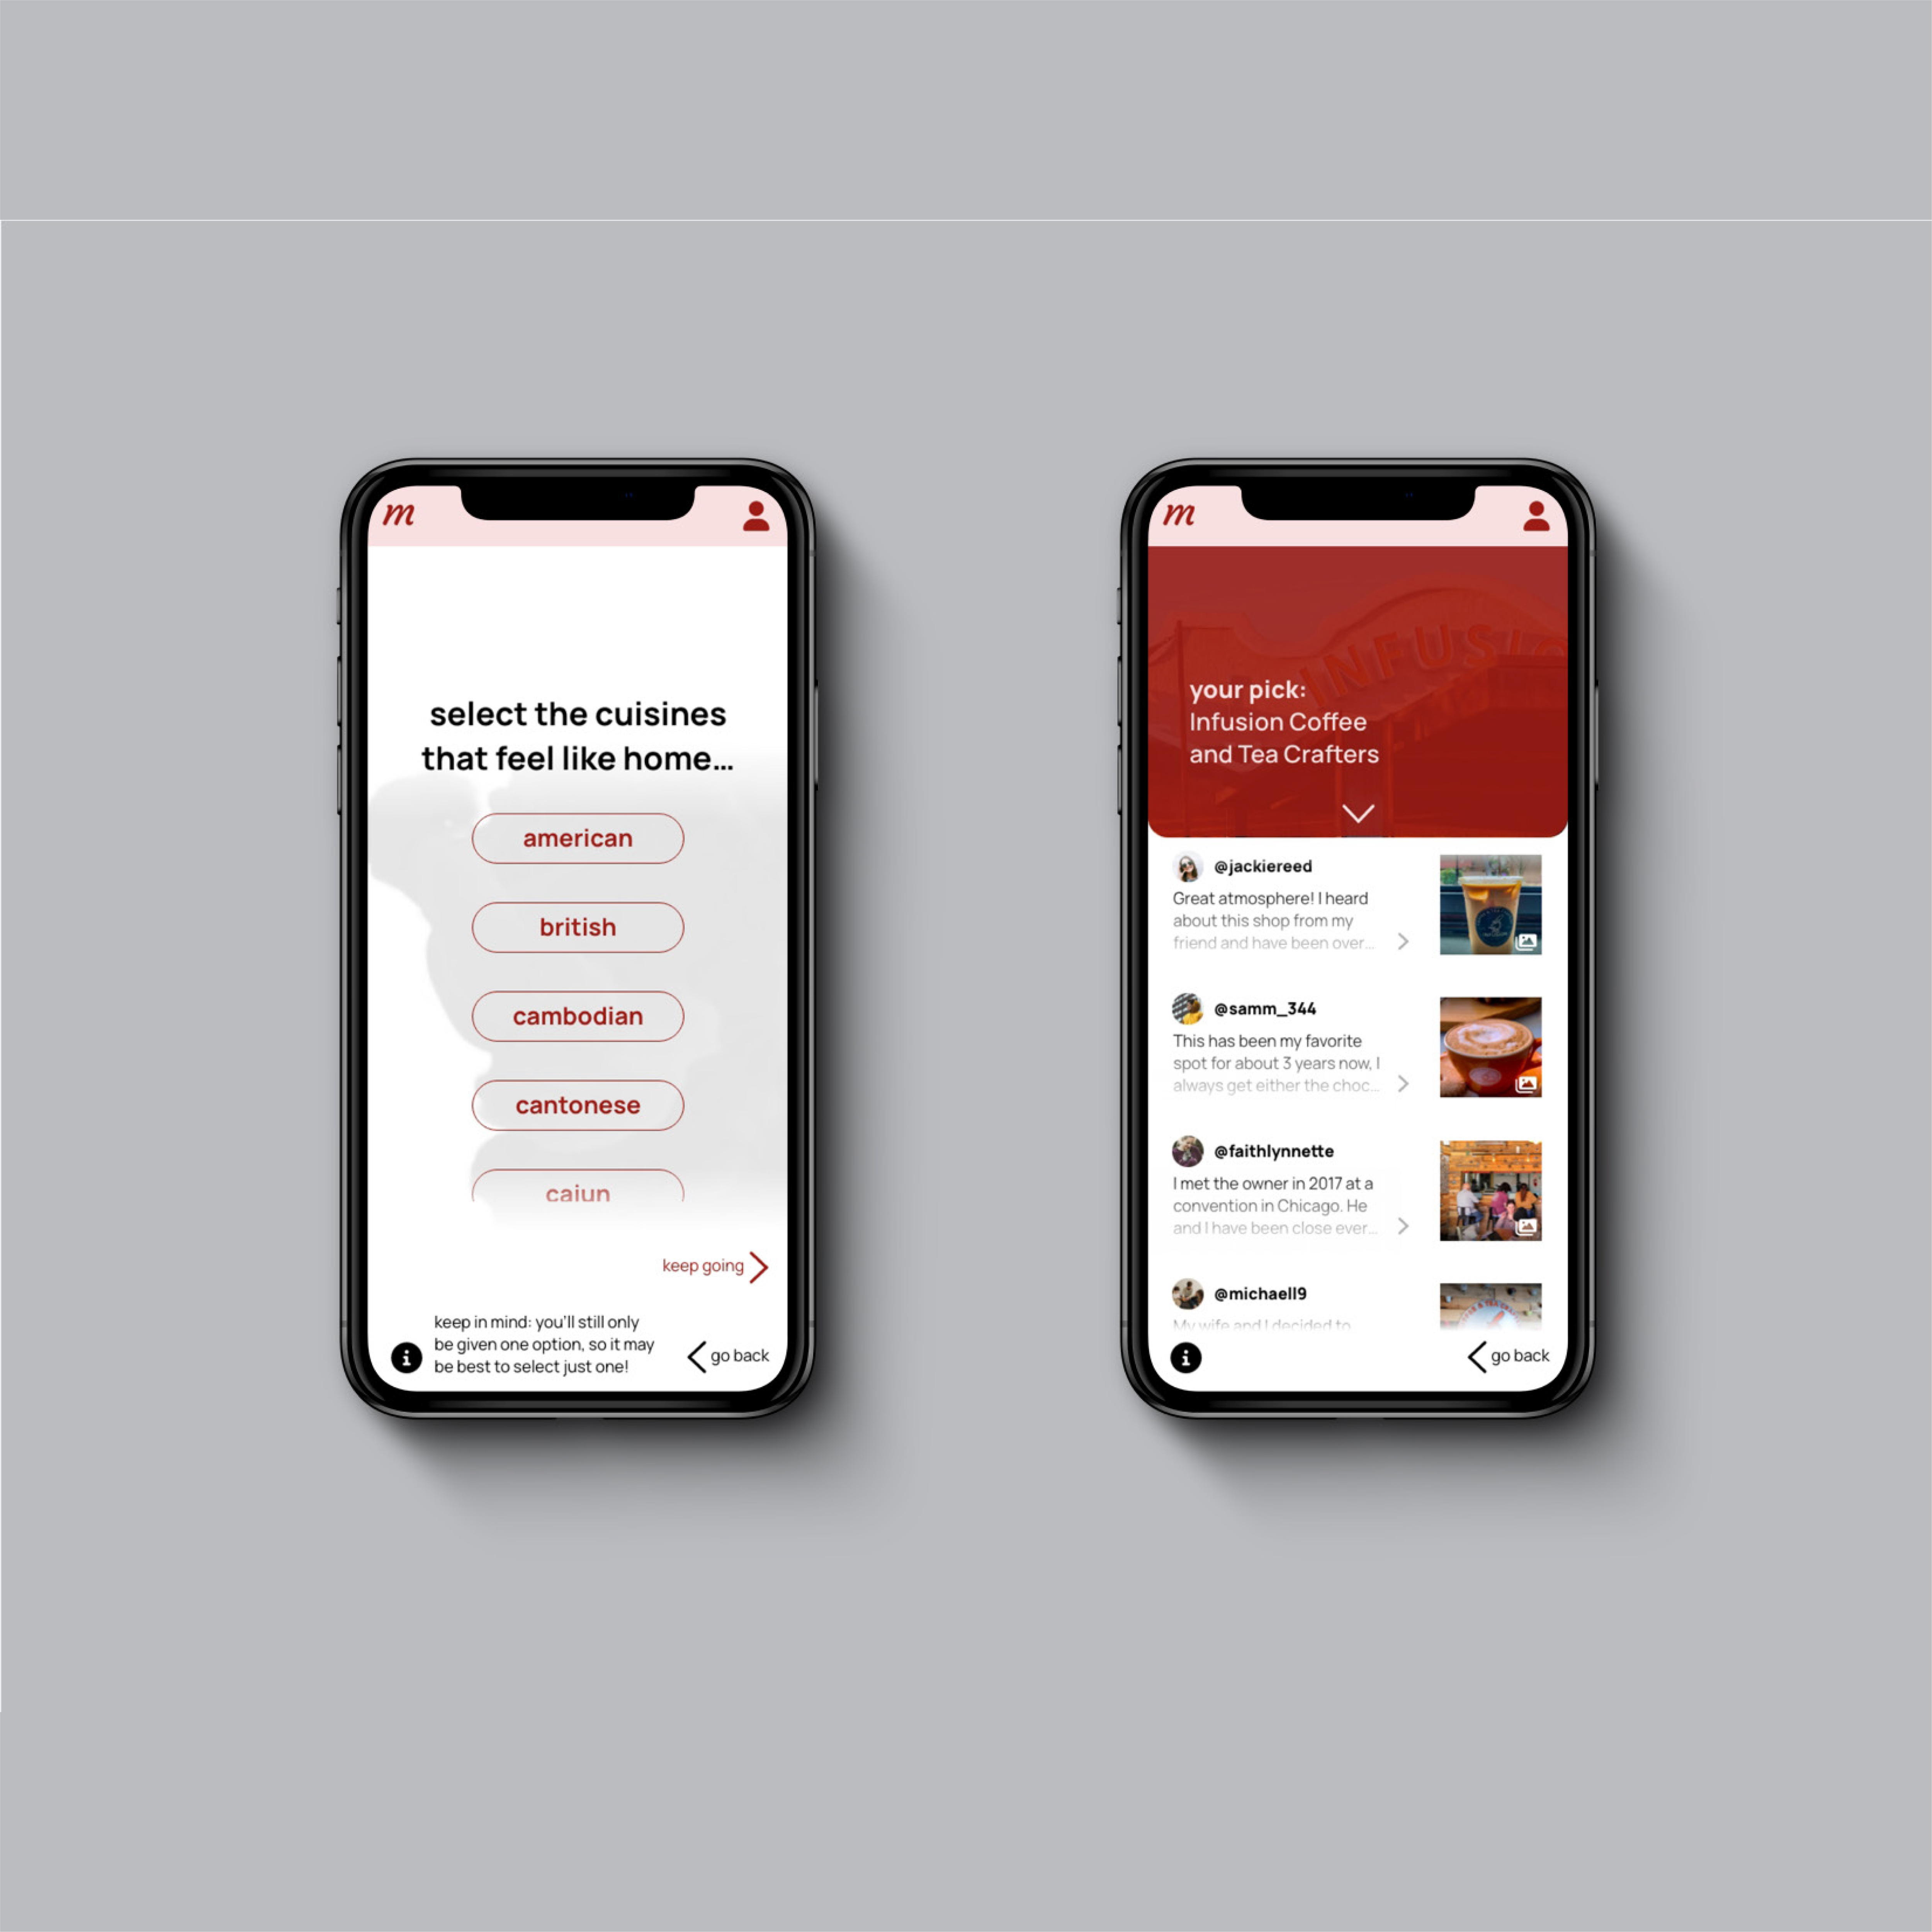 m
select the cuisines
that feel like home...
american
british
cambodian
cantonese
cajun
keep going
keep in mind: you'll still only
be given one option, so it may
be best to select just one!
go back
m
INFUSIO
your pick:
Infusion Coffee
and Tea Crafters
@jackiereed
Great atmosphere! I heard
about this shop from my
friend and have been over...
@samm_344
This has been my favorite
spot for about 3 years now, I
always get either the choc...
@faithlynnette
I met the owner in 2017 at a
convention in Chicago. He
and I have been close ever...
@michaell9
My wife and I decided to
go back